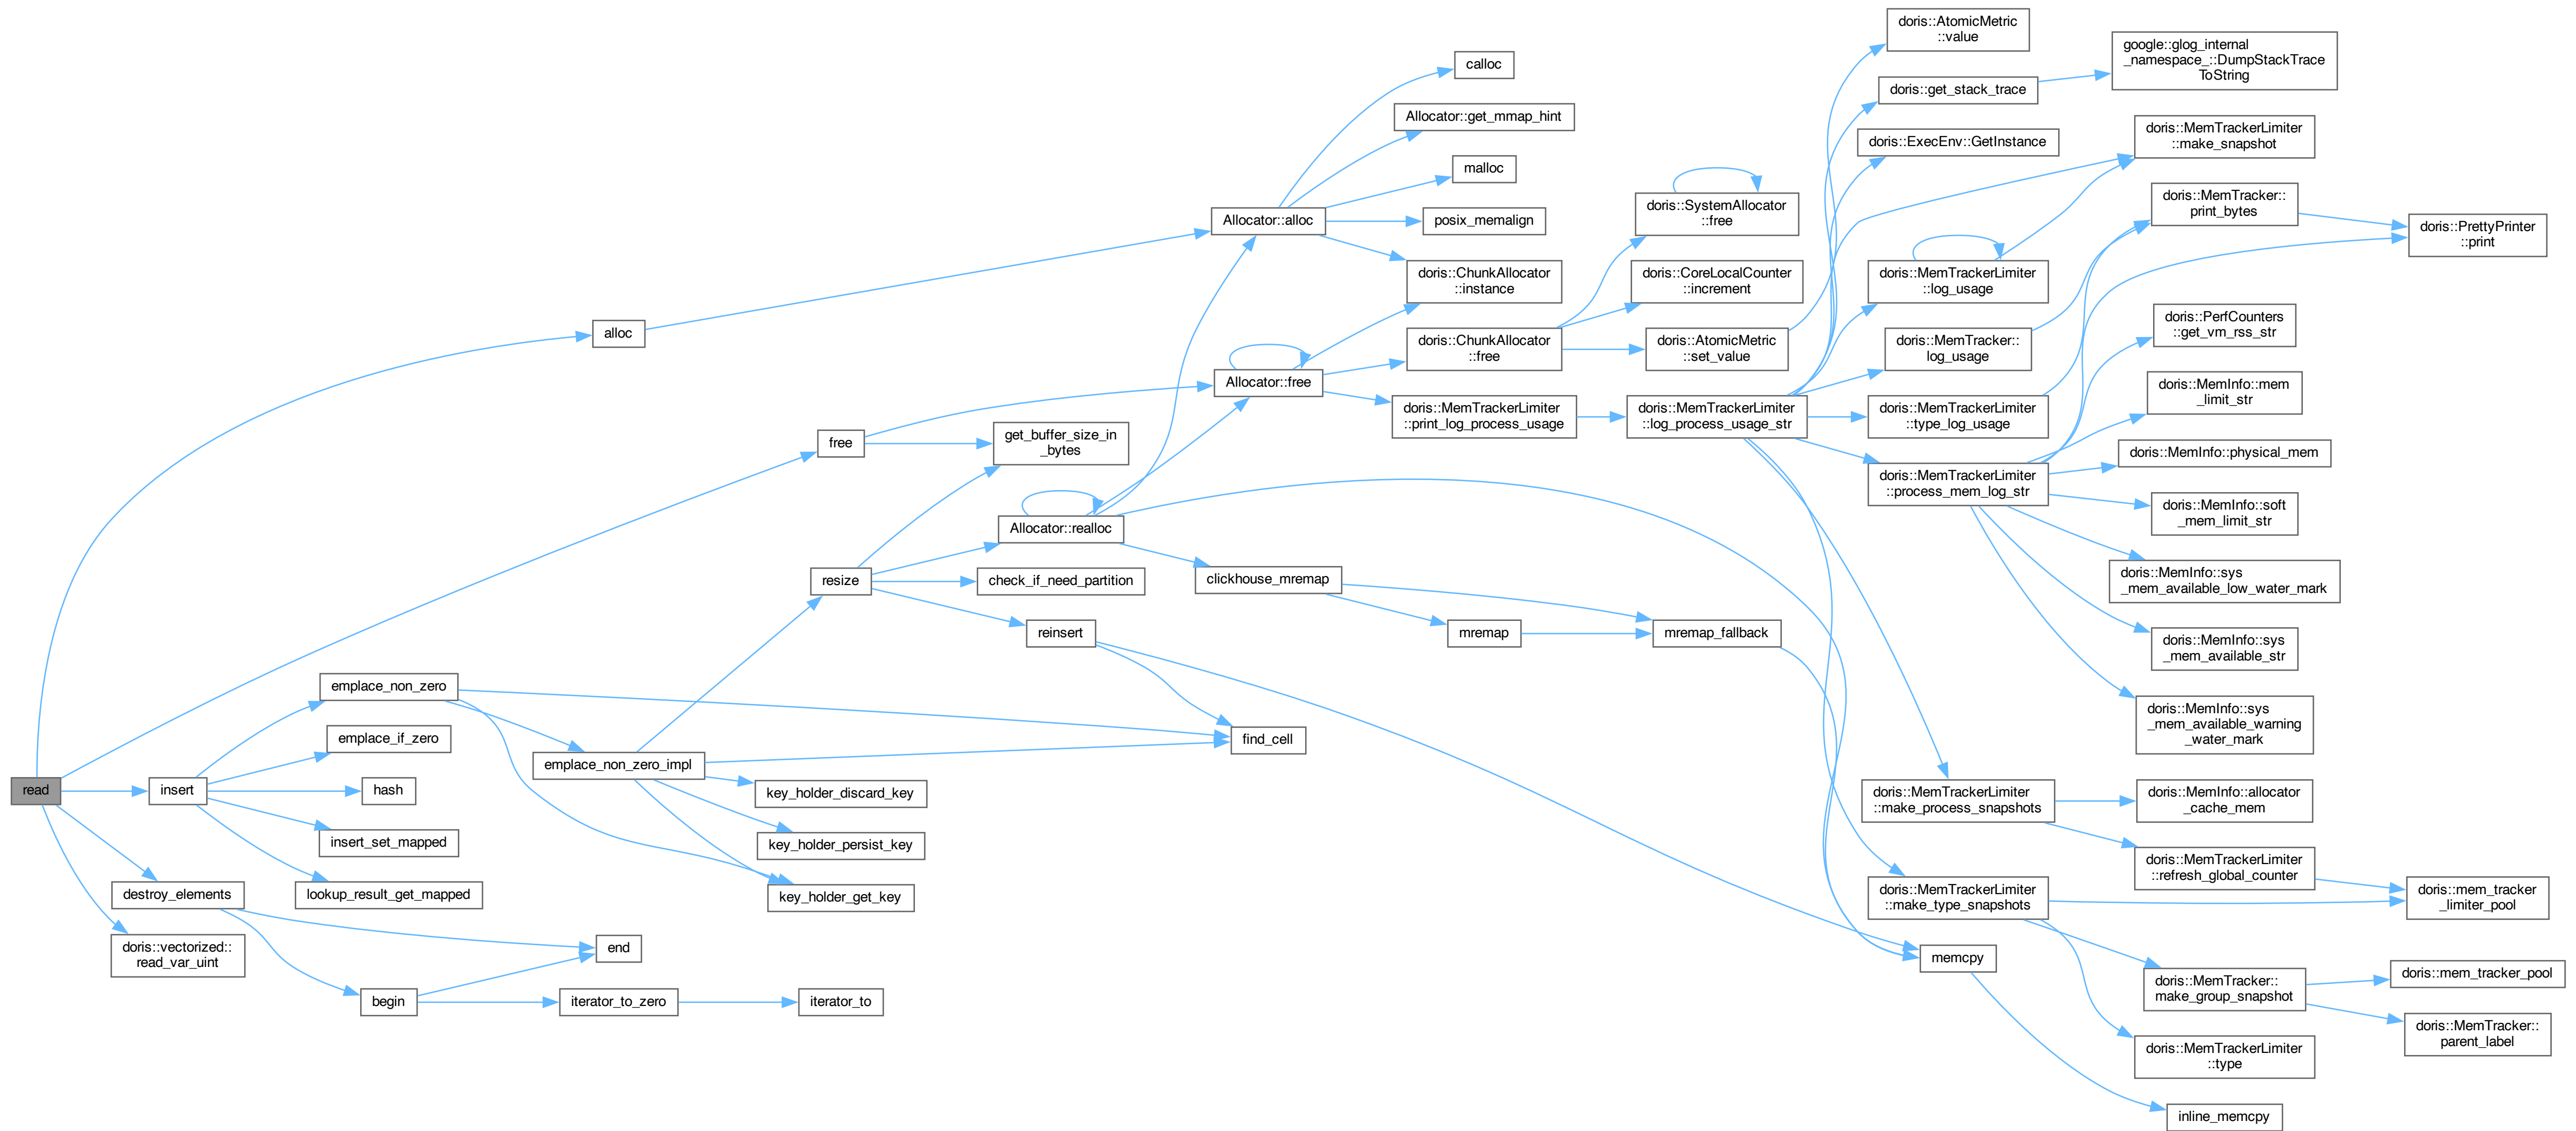 read
alloc
free
insert
destroy_elements
doris::vectorized::
read_var_uint
emplace_non_zero
emplace_if_zero
hash
insert_set_mapped
lookup_result_get_mapped
begin
end
iterator_to_zero
iterator_to
emplace_non_zero_impl
key_holder_discard_key
key_holder_persist_key
key_holder_get_key
resize
get_buffer_size_in
_bytes
Allocator::realloc
check_if_need_partition
reinsert
find_cell
clickhouse_mremap
mremap
mremap_fallback
Allocator::alloc
calloc
Allocator::get_mmap_hint
malloc
posix_memalign
doris::ChunkAllocator
::instance
Allocator::free
doris::ChunkAllocator
::free
doris::MemTrackerLimiter
::print_log_process_usage
doris::SystemAllocator
::free
doris::CoreLocalCounter
::increment
doris::AtomicMetric
::set_value
doris::MemTrackerLimiter
::log_process_usage_str
doris::AtomicMetric
::value
doris::get_stack_trace
doris::ExecEnv::GetInstance
doris::MemTrackerLimiter
::log_usage
doris::MemTracker::
log_usage
doris::MemTrackerLimiter
::type_log_usage
doris::MemTrackerLimiter
::process_mem_log_str
doris::MemTrackerLimiter
::make_process_snapshots
doris::MemTrackerLimiter
::make_type_snapshots
memcpy
google::glog_internal
_namespace_::DumpStackTrace
ToString
doris::MemTrackerLimiter
::make_snapshot
doris::MemTracker::
print_bytes
doris::PrettyPrinter
::print
doris::PerfCounters
::get_vm_rss_str
doris::MemInfo::mem
_limit_str
doris::MemInfo::physical_mem
doris::MemInfo::soft
_mem_limit_str
doris::MemInfo::sys
_mem_available_low_water_mark
doris::MemInfo::sys
_mem_available_str
doris::MemInfo::sys
_mem_available_warning
_water_mark
doris::MemInfo::allocator
_cache_mem
doris::MemTrackerLimiter
::refresh_global_counter
doris::mem_tracker
_limiter_pool
doris::MemTracker::
make_group_snapshot
doris::mem_tracker_pool
doris::MemTracker::
parent_label
doris::MemTrackerLimiter
::type
inline_memcpy